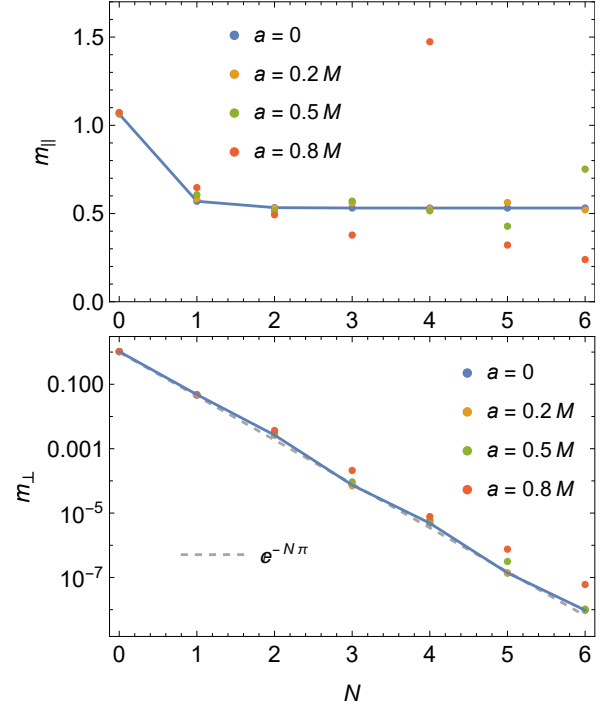 1.5
1.0
0.5
0.0
m||
a = 0
a = 0.2 M
a = 0.5 M
a = 0.8 M
0 1 2 3 4 5 6
0.100
0.001
10⁻⁵
10⁻⁷
m⊥
a = 0
a = 0.2 M
a = 0.5 M
a = 0.8 M
e⁻ᴺ^π
0 1 2 3 4 5 6
N